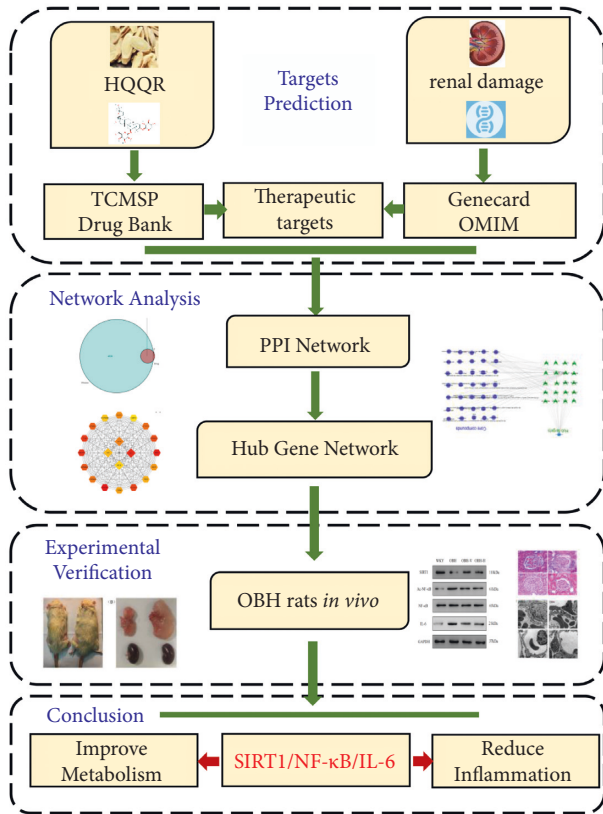 HQQR
Targets
Prediction
renal damage
TCMSP
Drug Bank
Therapeutic
targets
Genecard
OMIM
Network Analysis
PPI Network
Hub Gene Network
Experimental
Verification
OBH rats in vivo
Conclusion
Improve
Metabolism
SIRT1/NF-κB/IL-6
Reduce
Inflammation